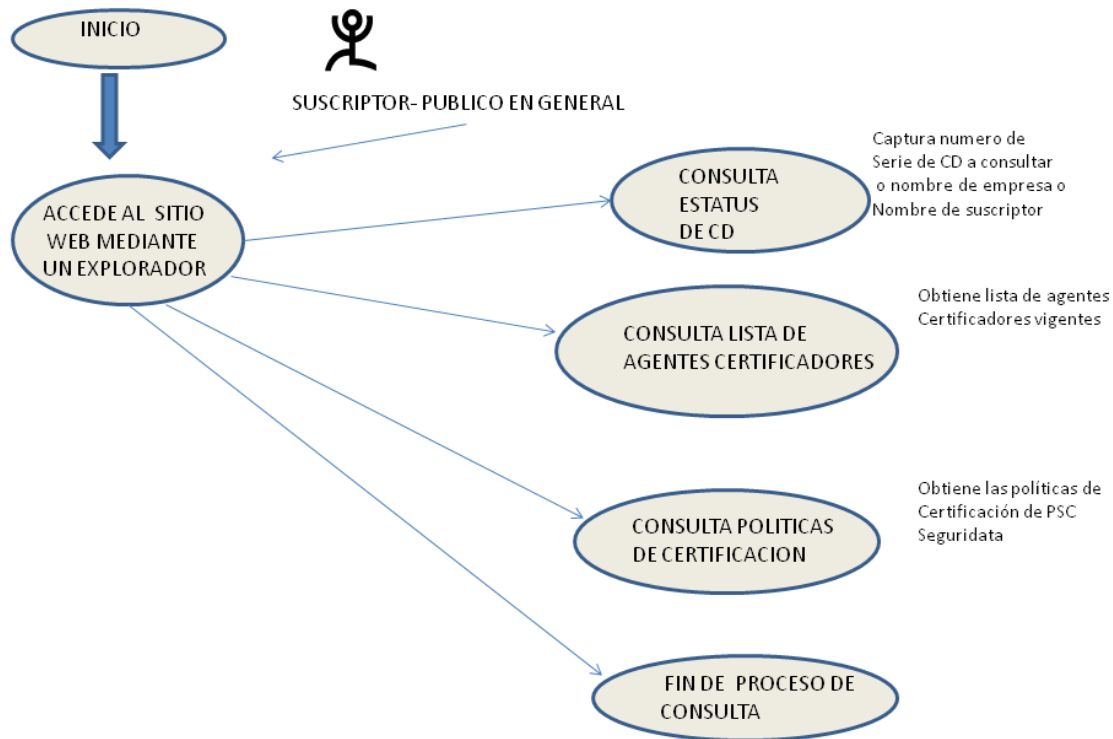 INICIO
SUSCRIPTOR- PUBLICO EN GENERAL
ACCEDE AL SITIO
WEB MEDIANTE
UN EXPLORADOR
CONSULTA
ESTATUS
DE CD
Captura numero de
Serie de CD a consultar
o nombre de empresa o
Nombre de suscriptor
CONSULTA LISTA DE
AGENTES CERTIFICADORES
Obtiene lista de agentes
Certificadores vigentes
CONSULTA POLITICAS
DE CERTIFICACION
Obtiene las políticas de
Certificación de PSC
Seguridata
FIN DE PROCESO DE
CONSULTA